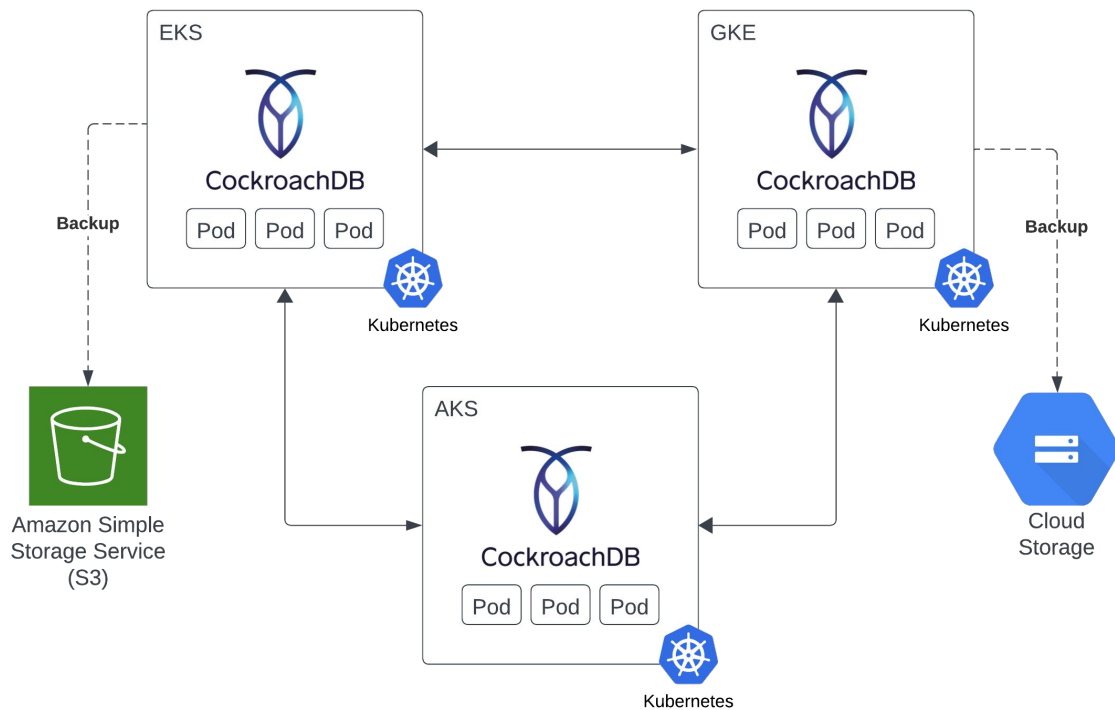 EKS
CockroachDB
Pod Pod Pod
Kubernetes
GKE
CockroachDB
Pod Pod Pod
Kubernetes
Backup
Backup
AKS
CockroachDB
Pod Pod Pod
Kubernetes
Amazon Simple
Storage Service
(S3)
Cloud
Storage